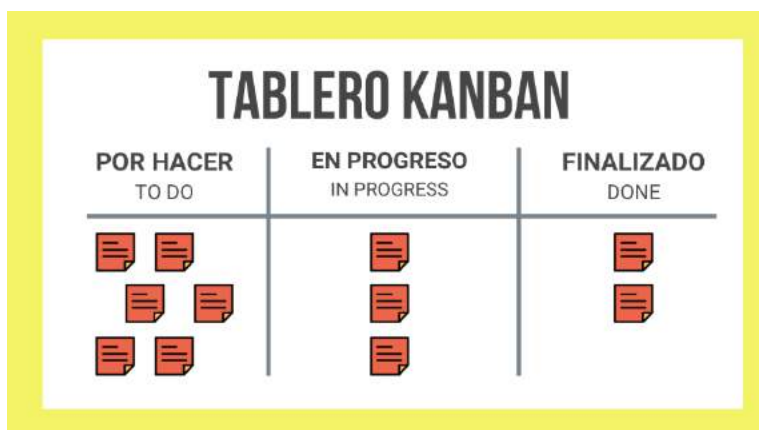 TABLERO KANBAN
POR HACER
TO DO
EN PROGRESO
IN PROGRESS
FINALIZADO
DONE